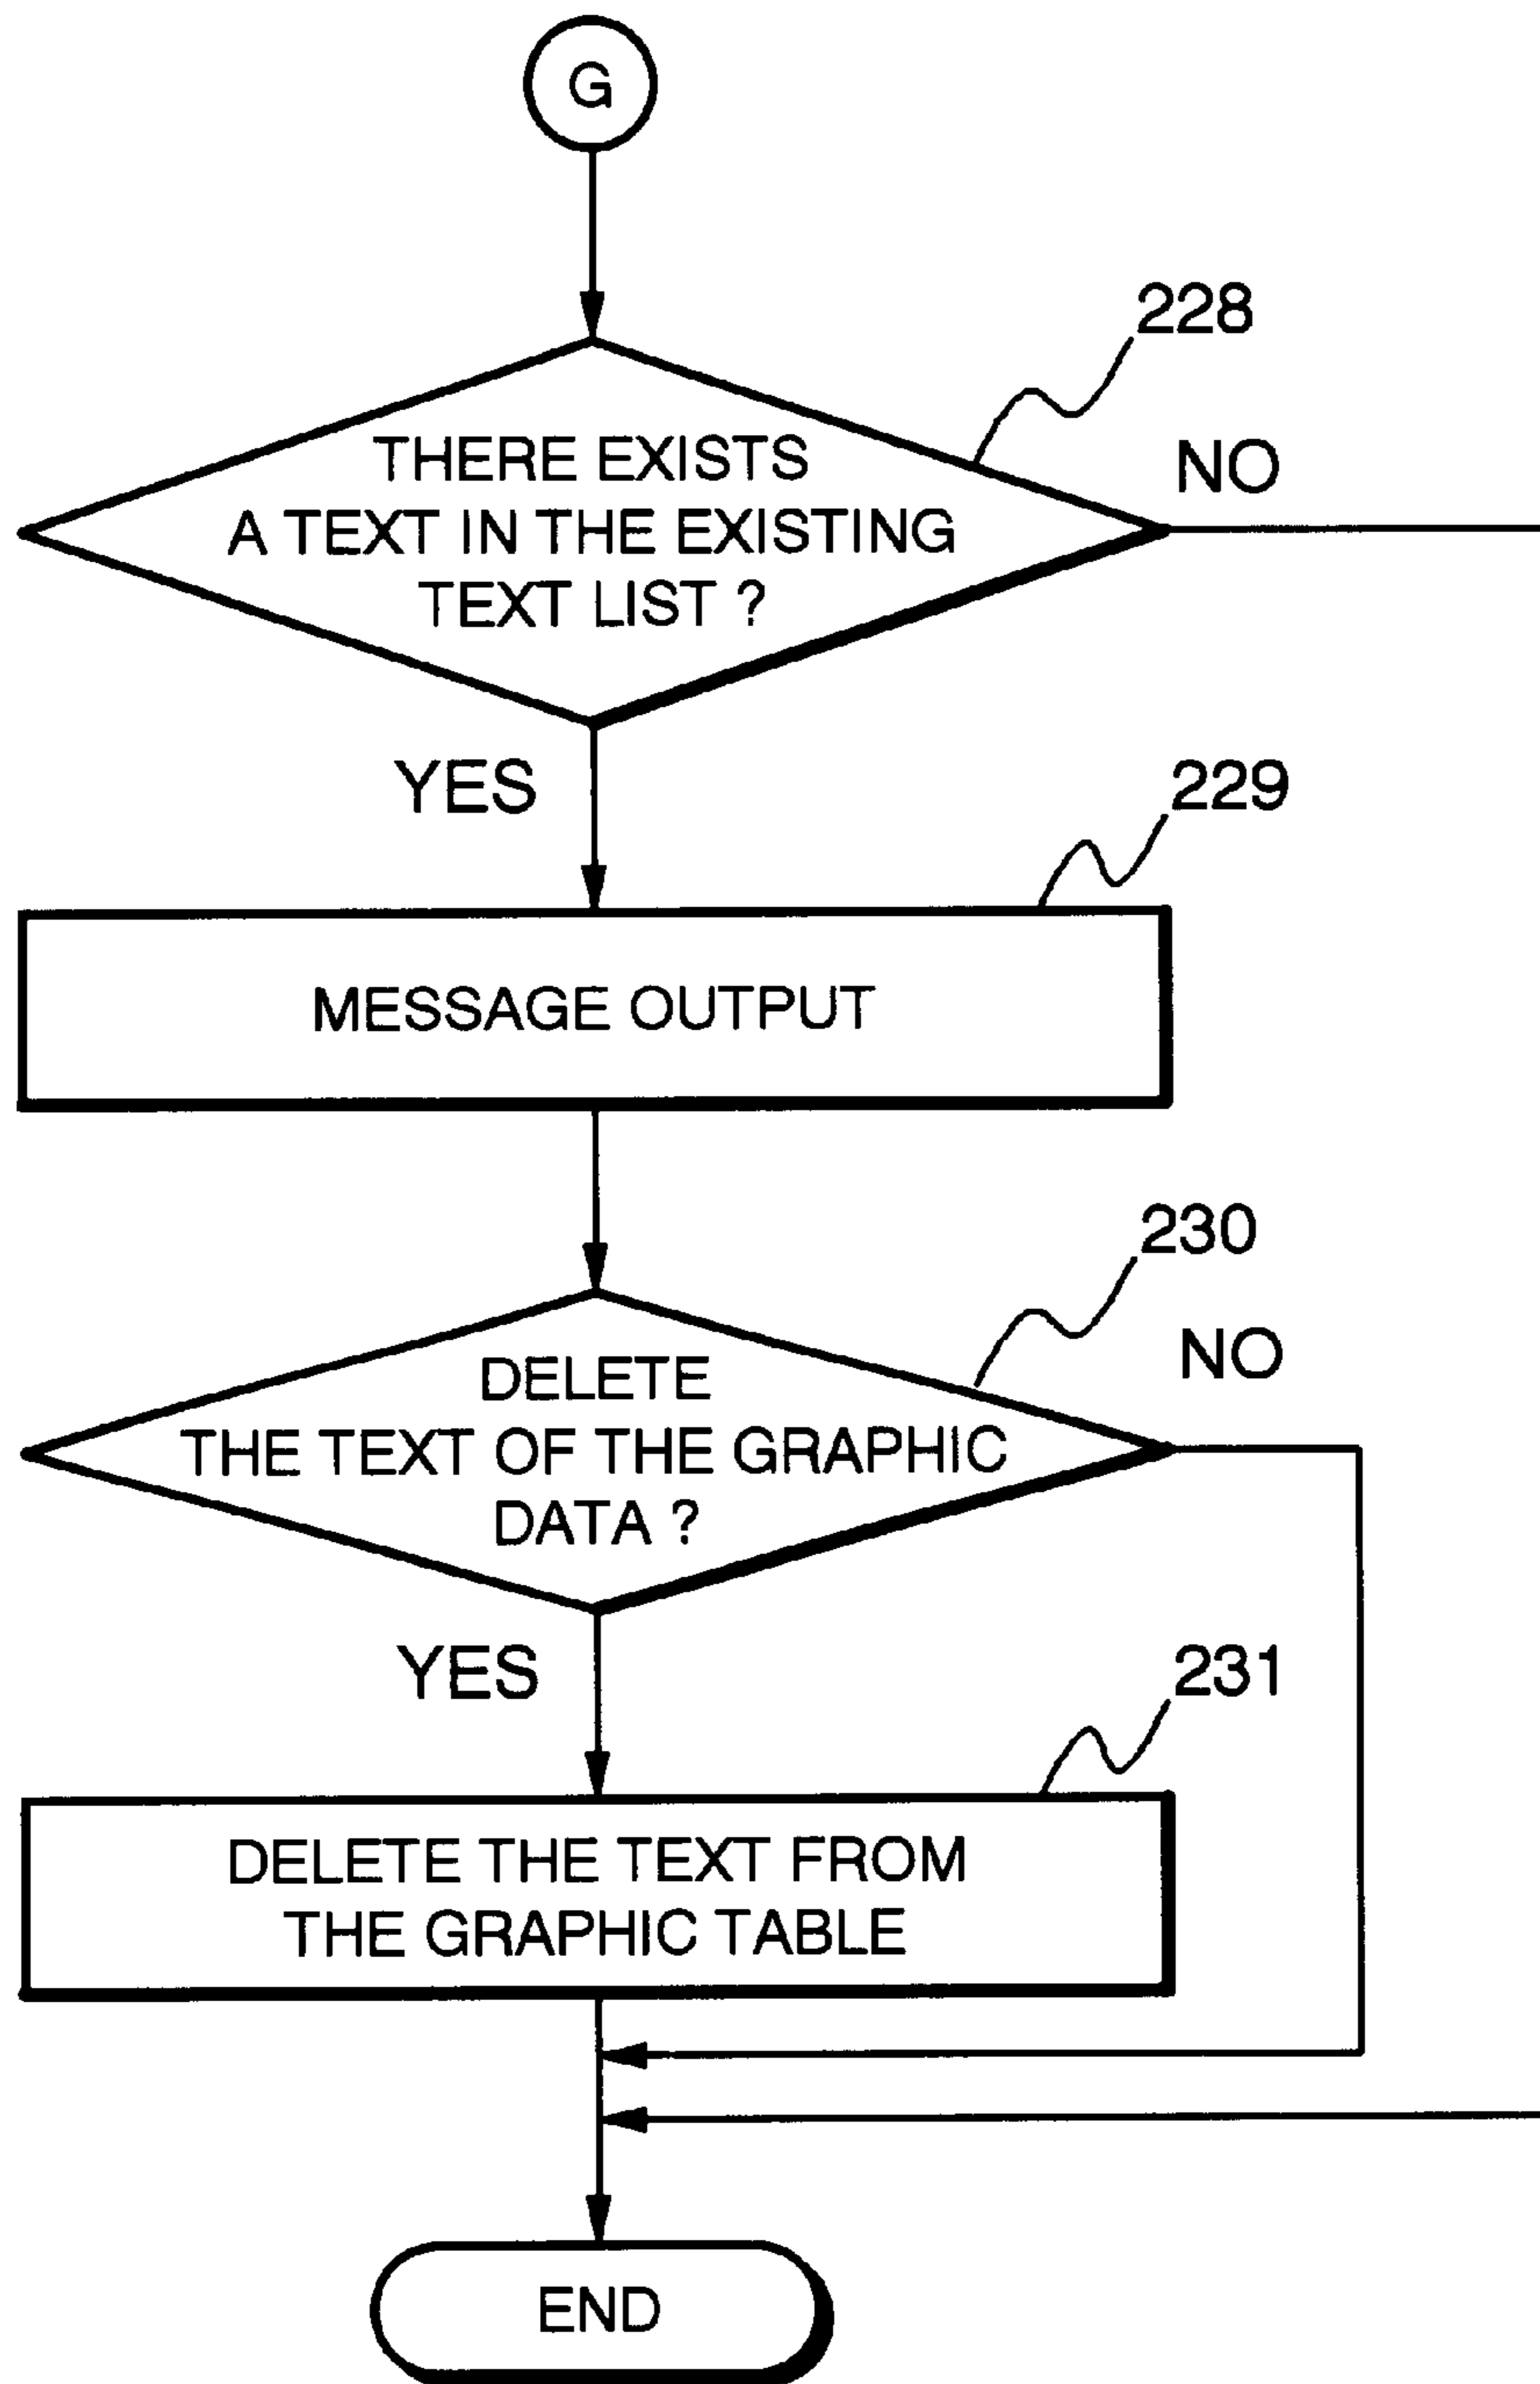 G
228
THERE EXISTS
A TEXT IN THE EXISTING
TEXT LIST ?
NO
YES
229
MESSAGE OUTPUT
230
DELETE
THE TEXT OF THE GRAPHIC
DATA ?
NO
YES
231
DELETE THE TEXT FROM
THE GRAPHIC TABLE
END